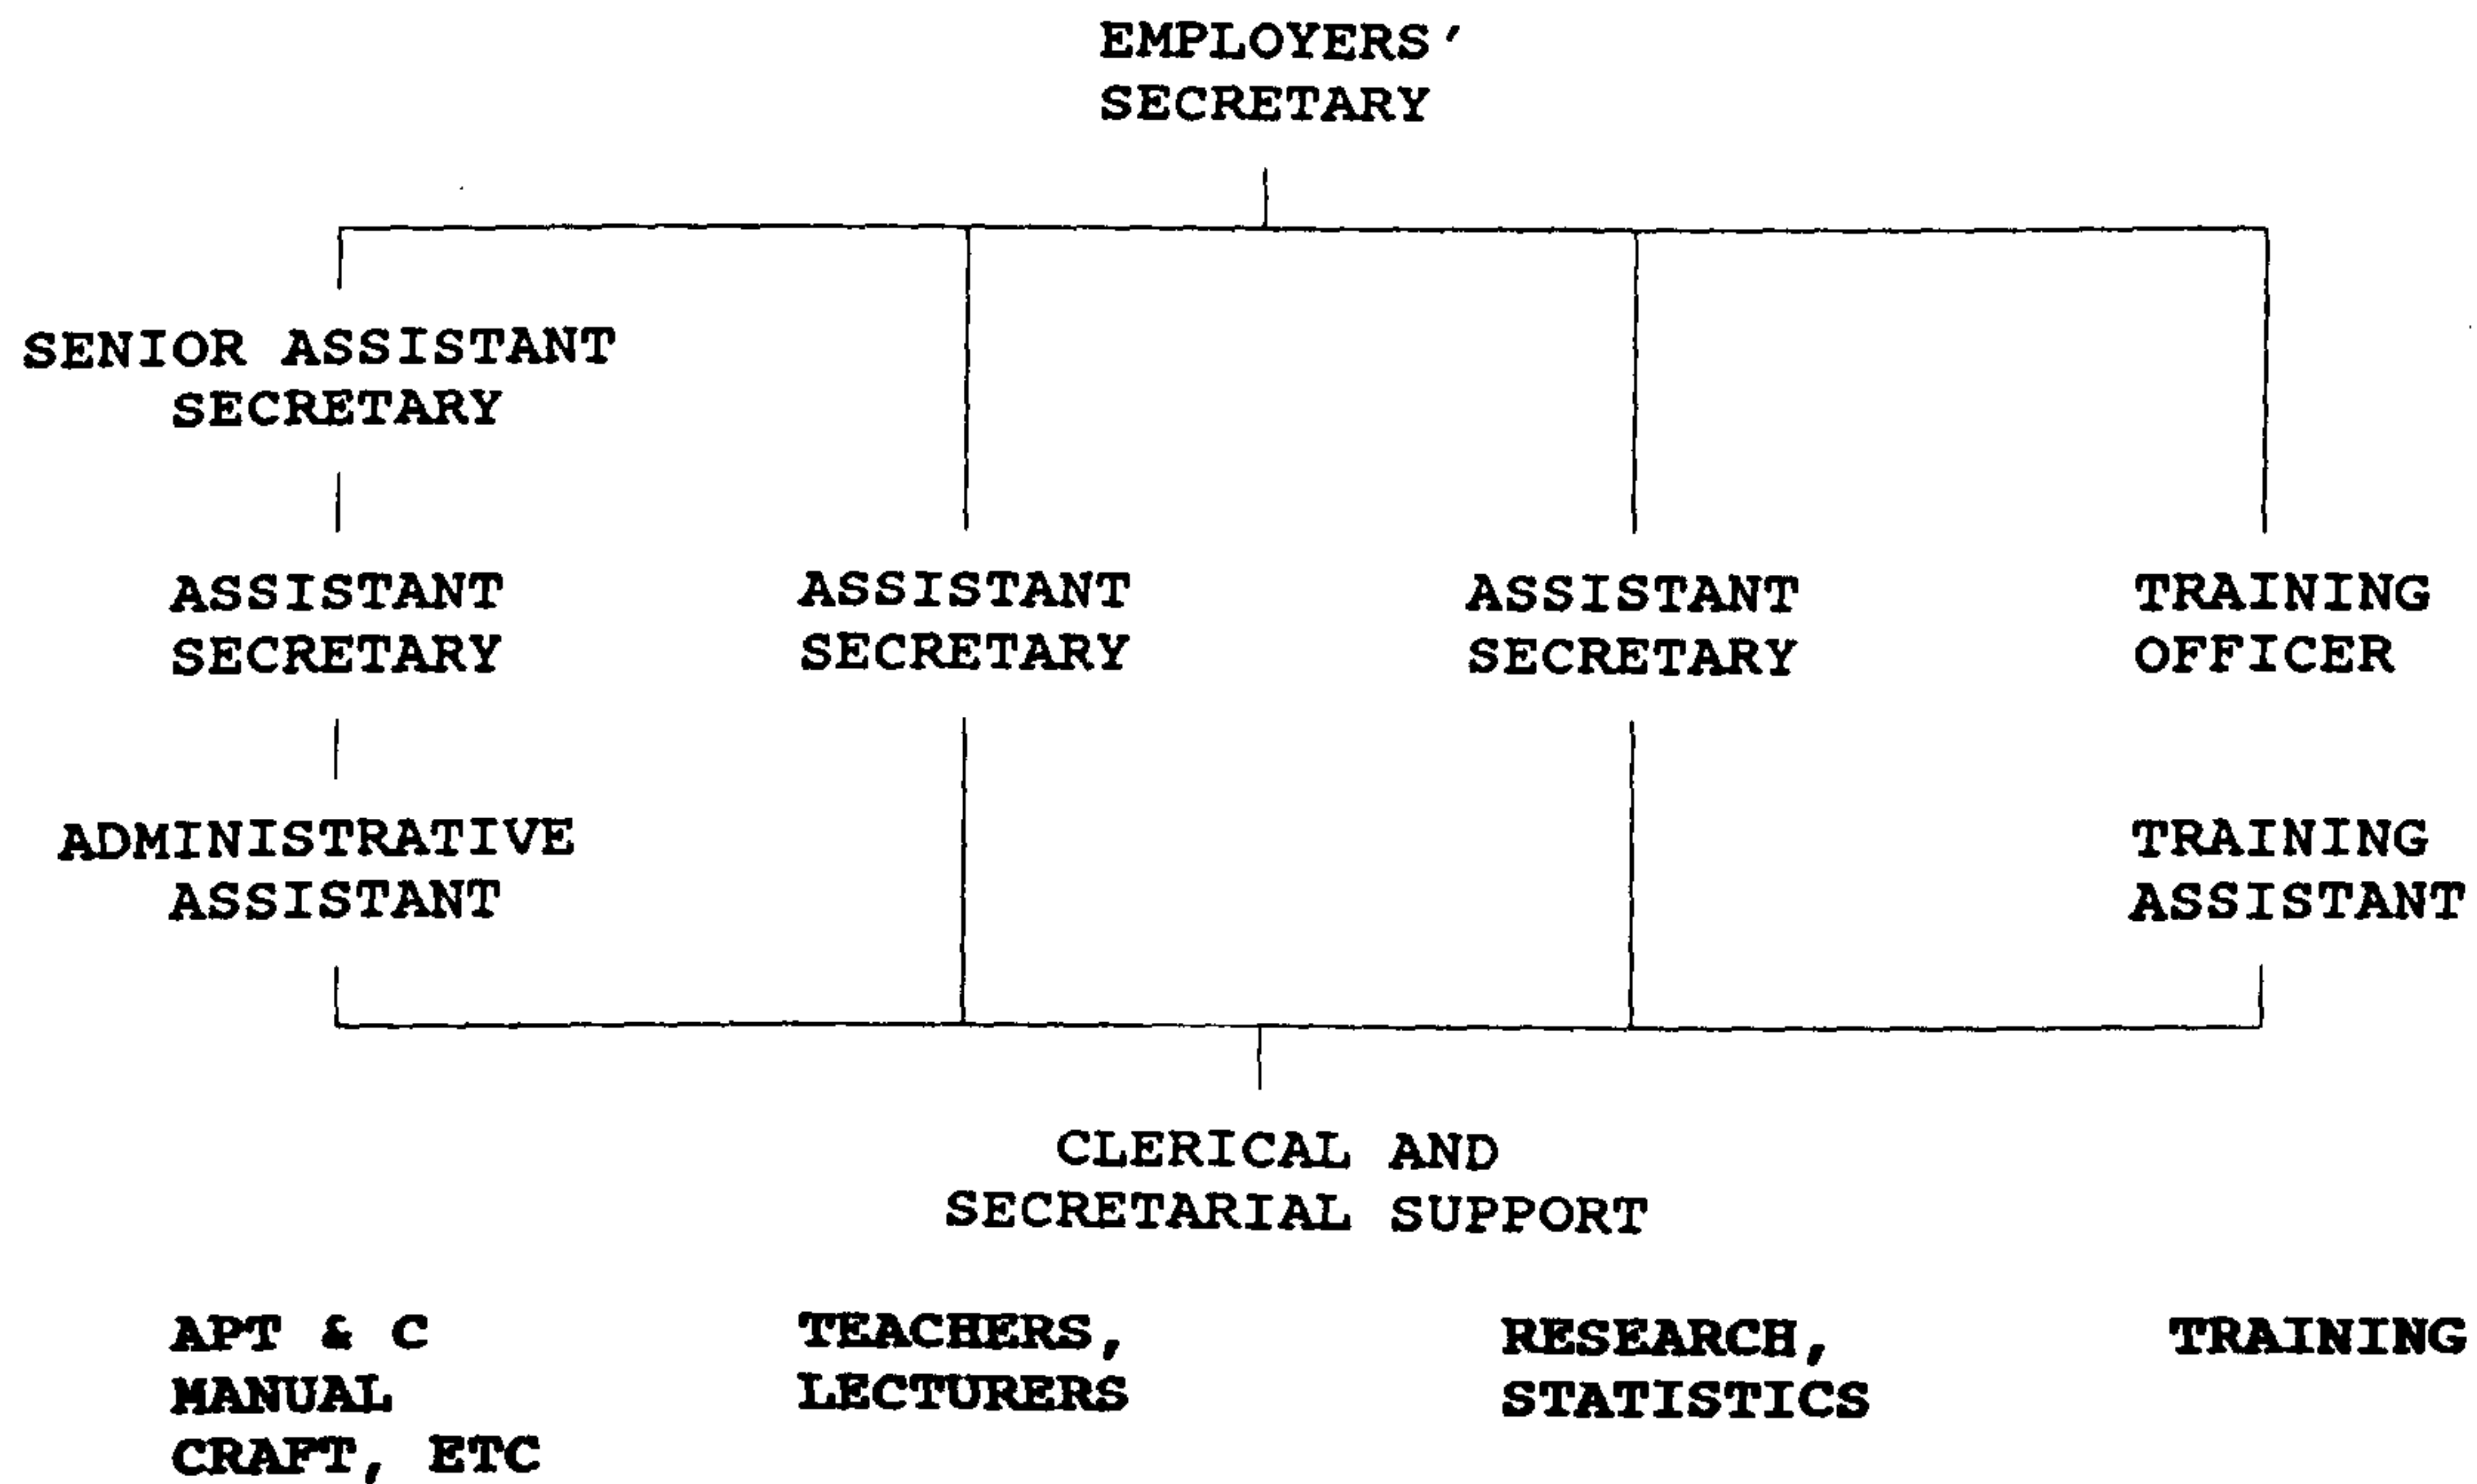 EMPLOYERS'
SECRETARY
SENIOR ASSISTANT
SECRETARY
ASSISTANT
SECRETARY
ASSISTANT
SECRETARY
ASSISTANT
SECRETARY
TRAINING
OFFICER
ADMINISTRATIVE
ASSISTANT
TRAINING
ASSISTANT
CLERICAL AND
SECRETARIAL SUPPORT
APT & C
MANUAL
CRAFT, ETC
TEACHERS,
LECTURERS
RESEARCH,
STATISTICS
TRAINING